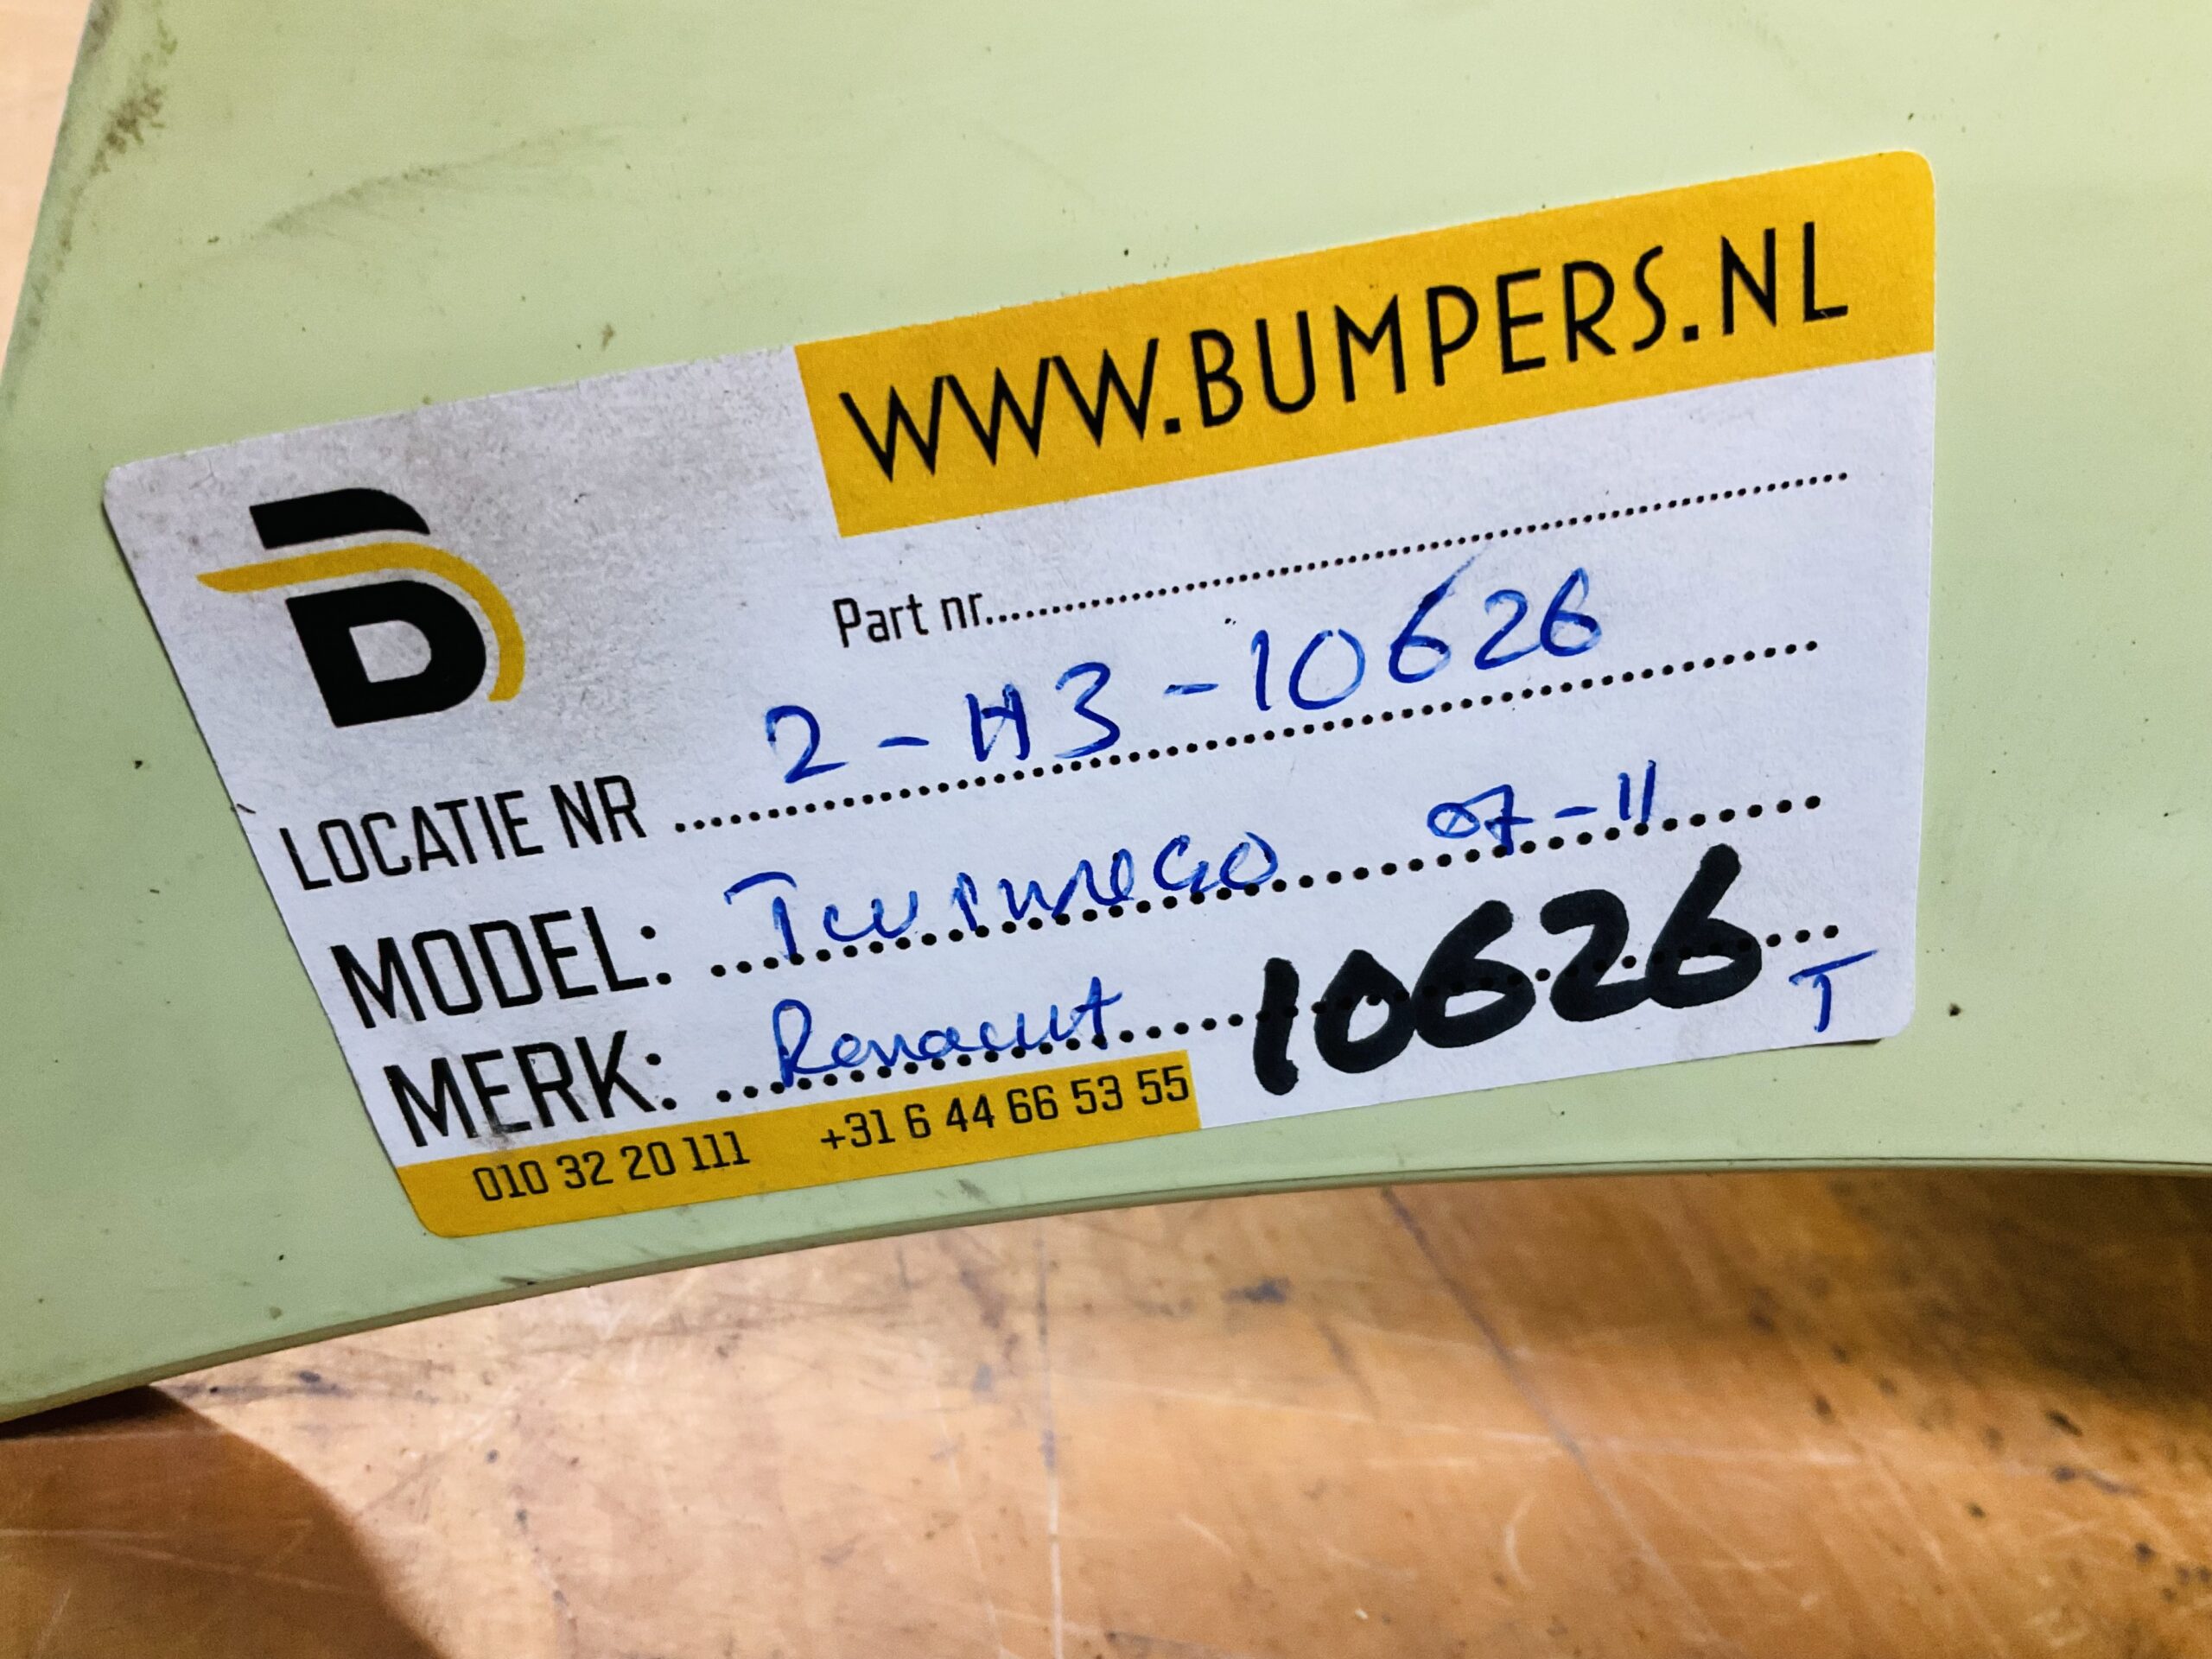 WWW.BUMPERS.NL
B
Part nr.
LOCATIE NR 2-H3-10626
MODEL: Twinego 07-11
MERK: Renault 10626 T
010 32 20 111 +31 6 44 66 53 55